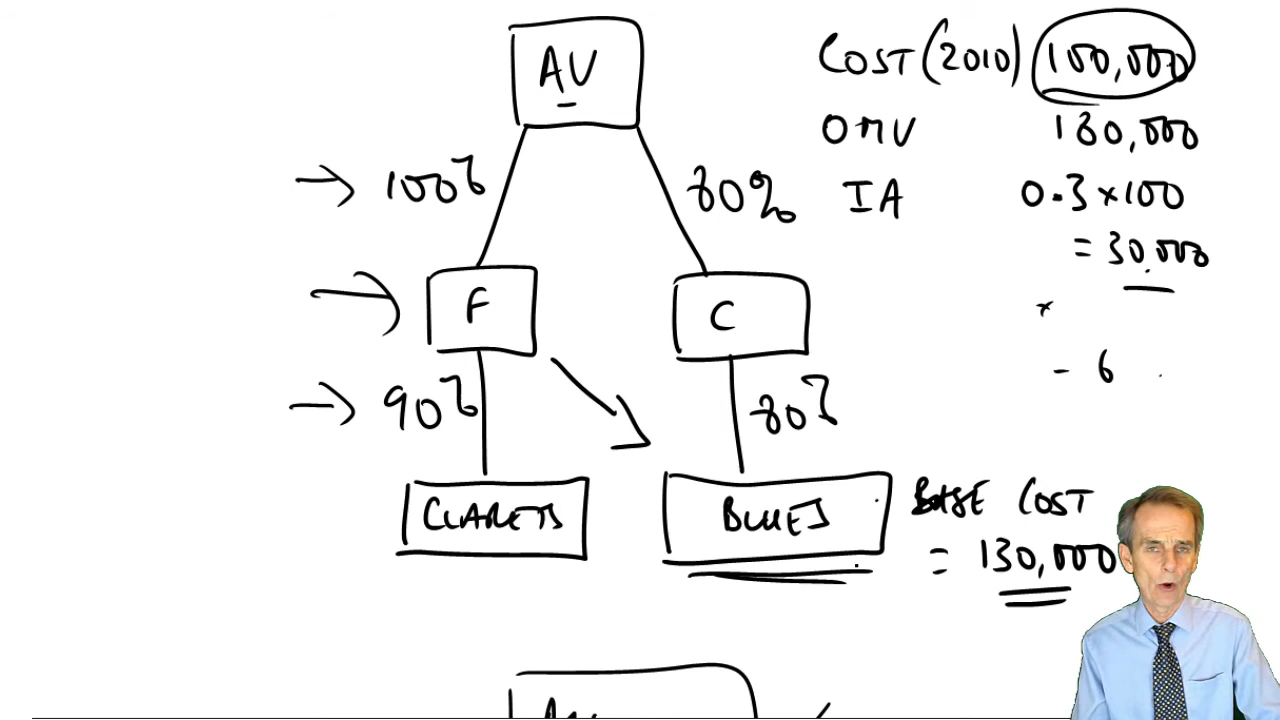 AV
COST (2010) 100,000
OMV 130,000
→ 100%
80%
IA 0.3 × 100
= 30,000
F
C
×
- 6
→ 90%
80%
CLARETS
BLUES
BASE COST
= 130,000